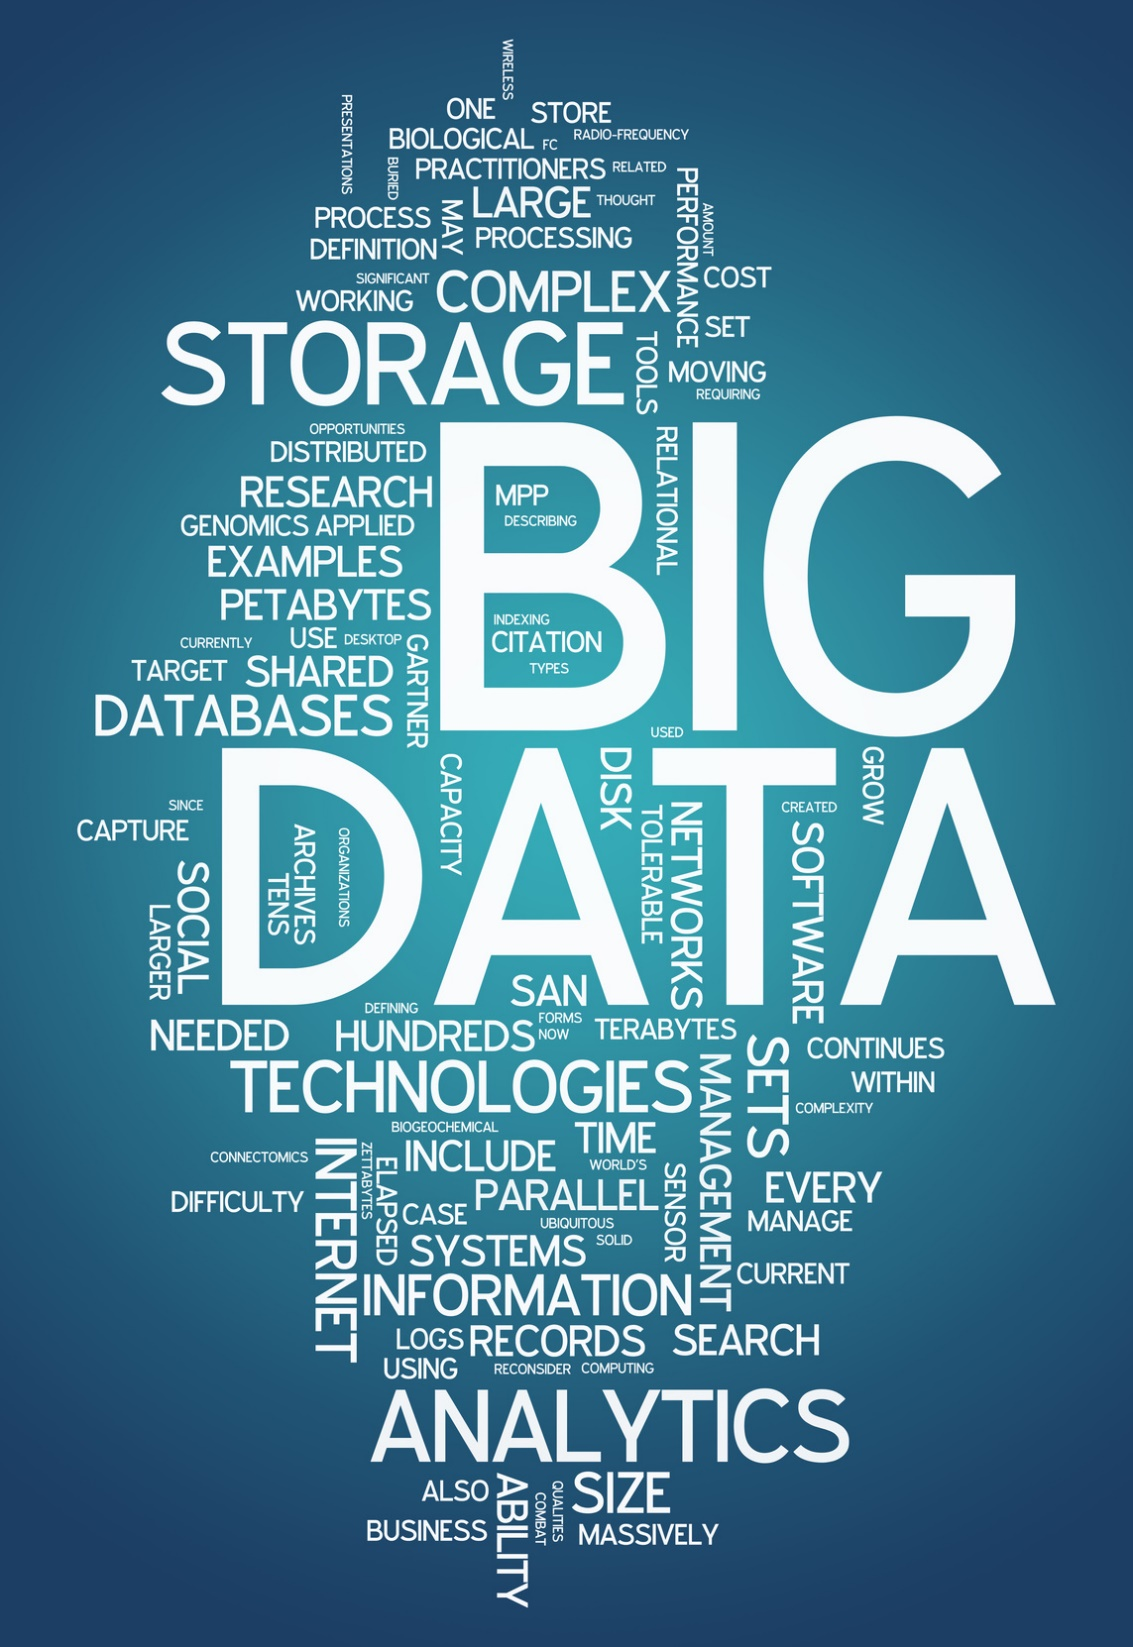 WIRELESS
PRESENTATIONS
ONE STORE
BIOLOGICAL FC RADIO-FREQUENCY
BURIED
PRACTITIONERS RELATED
PERFORMANCE
MAY
LARGE THOUGHT
AMOUNT
PROCESS
PROCESSING
DEFINITION
SIGNIFICANT
COMPLEX COST
WORKING
STORAGE
SET
TOOLS
MOVING
REQUIRING
OPPORTUNITIES
BIG
RELATIONAL
DISTRIBUTED
RESEARCH
MPP
DESCRIBING
GENOMICS APPLIED
EXAMPLES
PETABYTES
INDEXING
CITATION
TYPES
CURRENTLY USE DESKTOP
GARTNER
TARGET SHARED
DATABASES
USED
DATA
CAPACITY
DISK
GROW
SINCE
CREATED
CAPTURE
NETWORKS
TOLERABLE
SOFTWARE
ARCHIVES
TENS
ORGANIZATIONS
SOCIAL
LARGER
SAN
DEFINING
FORMS
NEEDED HUNDREDS NOW TERABYTES
SETS
CONTINUES
TECHNOLOGIES
MANAGEMENT
WITHIN
COMPLEXITY
BIOGEOCHEMICAL
TIME
INTERNET
ZETTABYTES
ELAPSED
CONNECTOMICS
INCLUDE
WORLD'S
SENSOR
DIFFICULTY
PARALLEL
EVERY
CASE
UBIQUITOUS
MANAGE
SYSTEMS SOLID
CURRENT
INFORMATION
LOGS RECORDS SEARCH
USING RECONSIDER COMPUTING
ANALYTICS
ALSO
ABILITY
COMBAT
QUALITIES
SIZE
BUSINESS
MASSIVELY